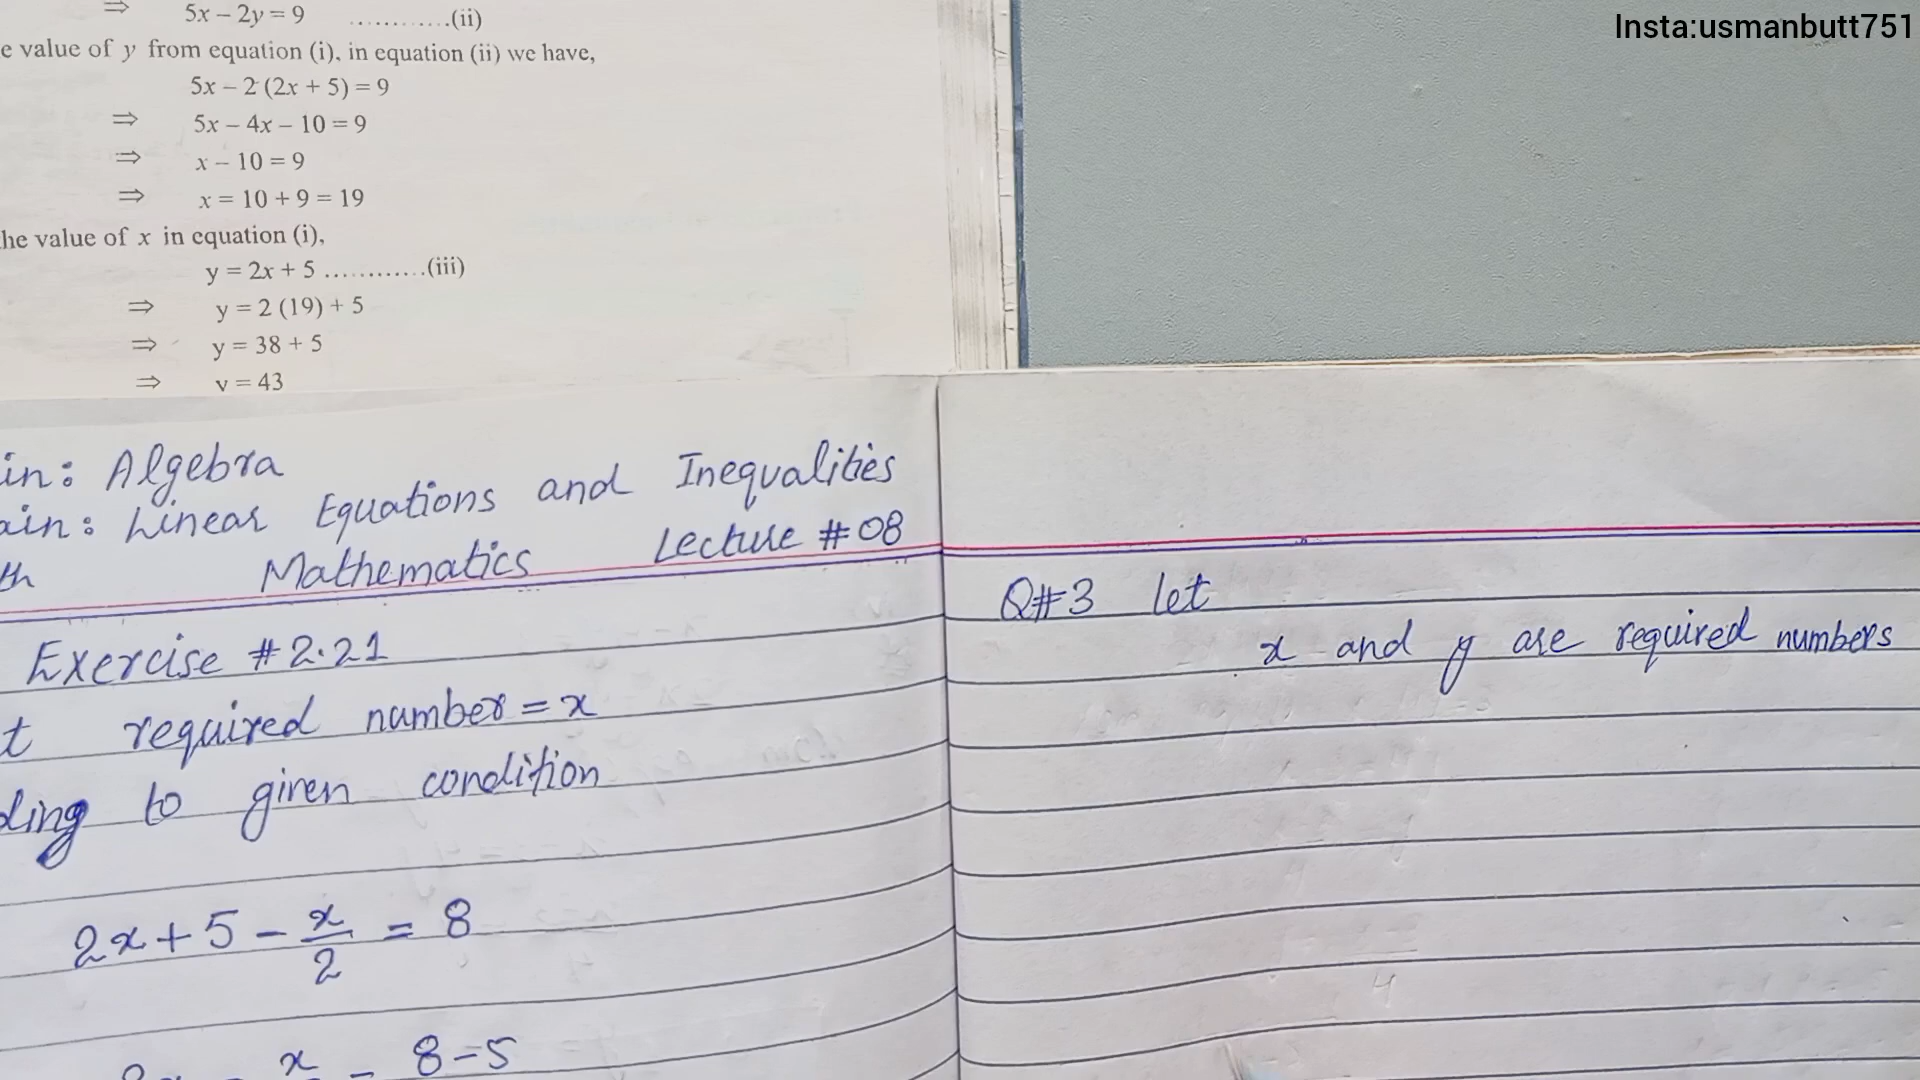 Insta:usmanbutt751
⇒ 5x – 2y = 9 ............(ii)
e value of y from equation (i), in equation (ii) we have,
5x – 2 (2x + 5) = 9
⇒ 5x – 4x – 10 = 9
⇒ x – 10 = 9
⇒ x = 10 + 9 = 19
he value of x in equation (i),
y = 2x + 5 ............(iii)
⇒ y = 2 (19) + 5
⇒ y = 38 + 5
⇒ y = 43
in: Algebra
ain: Linear Equations and Inequalities
th Mathematics Lecture #08
Exercise #2.21
t required number = x
ding to given condition
2x + 5 - x/2 = 8
x 8-5
Q#3 let
x and y are required numbers